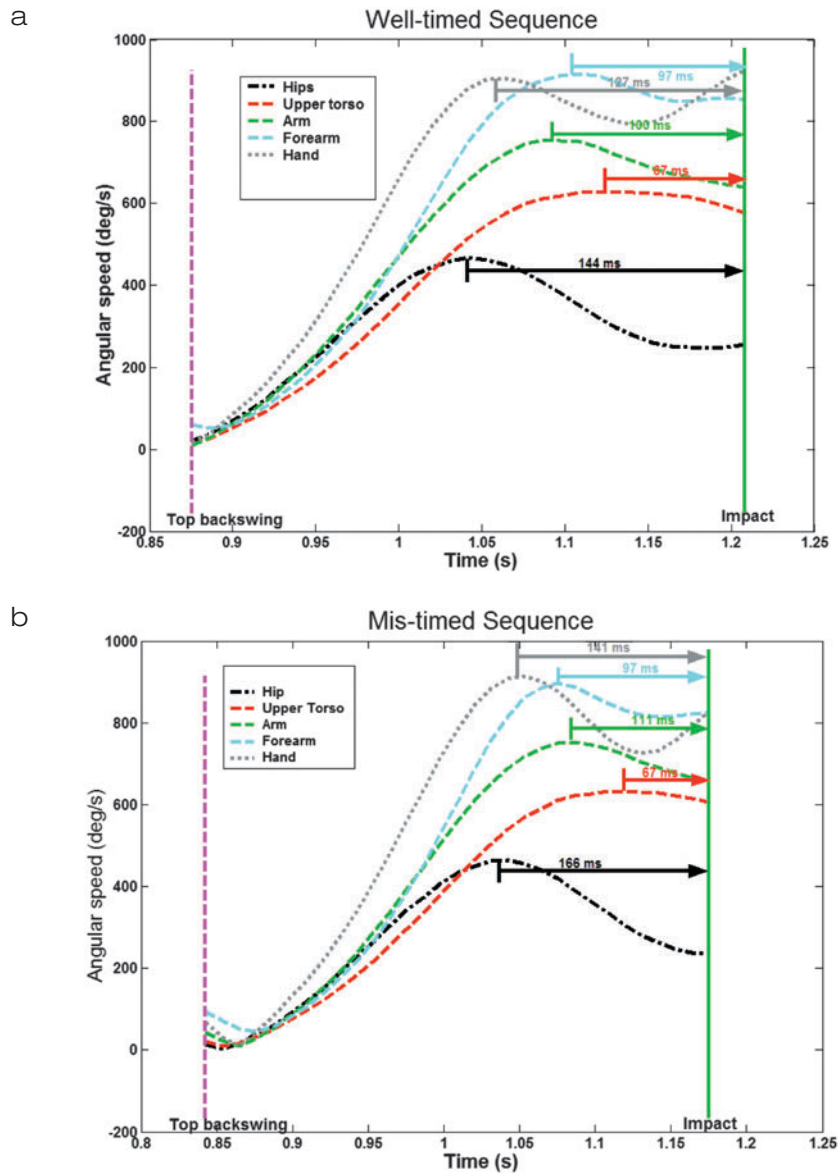 a
Well-timed Sequence
1000
800
600
400
200
0
-200
Angular speed (deg/s)
Hips
Upper torso
Arm
Forearm
Hand
97 ms
ms
100 ms
67 ms
144 ms
Top backswing
Impact
0.85 0.9 0.95 1 1.05 1.1 1.15 1.2 1.25
Time (s)
b
Mis-timed Sequence
1000
800
600
400
200
0
-200
Angular speed (deg/s)
Hip
Upper Torso
Arm
Forearm
Hand
141 ms
97 ms
111 ms
67 ms
166 ms
Top backswing
Impact
0.8 0.85 0.9 0.95 1 1.05 1.1 1.15 1.2 1.25
Time (s)